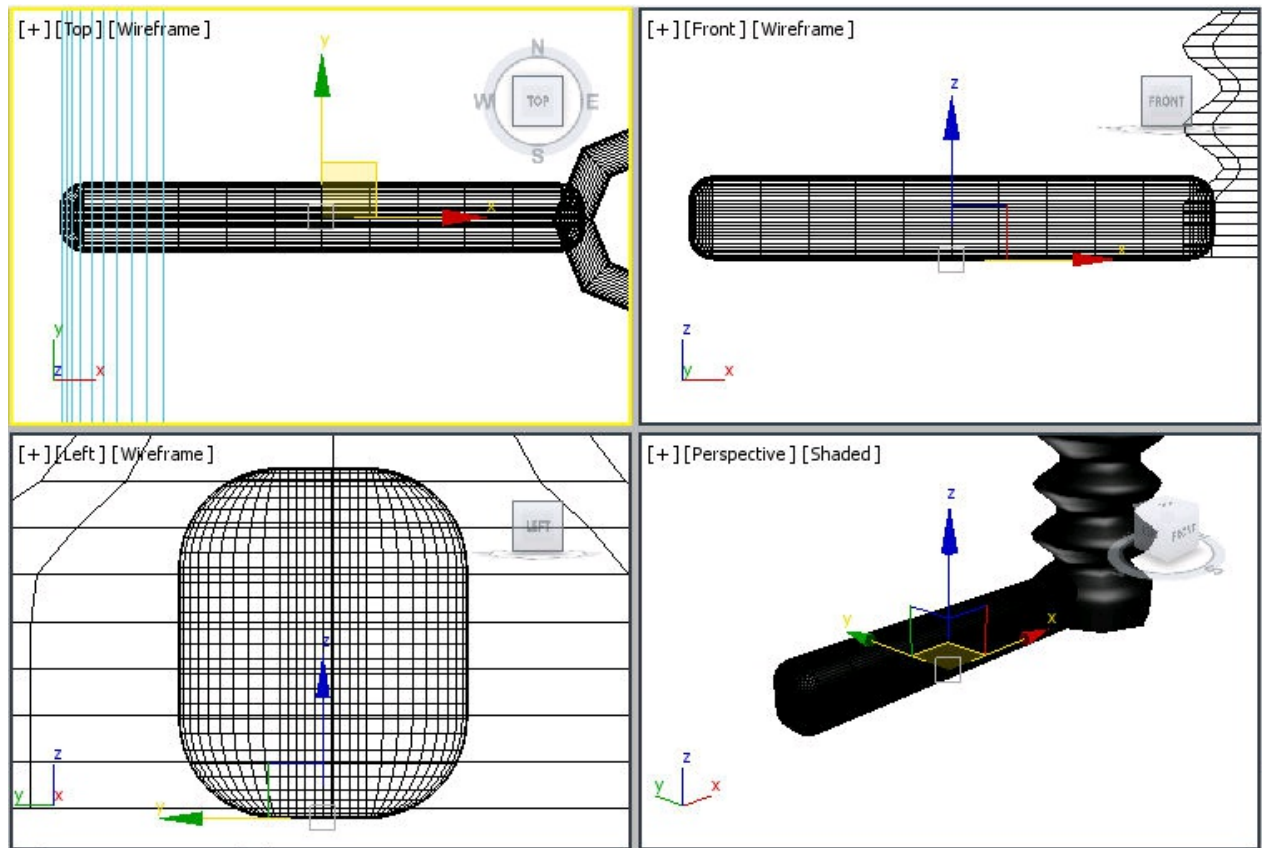 [+][Top][Wireframe]
y
N
W
TOP
E
S
x
y
z
x
[+][Front][Wireframe]
z
FRONT
x
z
y
x
[+][Left][Wireframe]
LEFT
z
y
z
y
x
[+][Perspective][Shaded]
z
FRONT
S
y
x
z
y
x